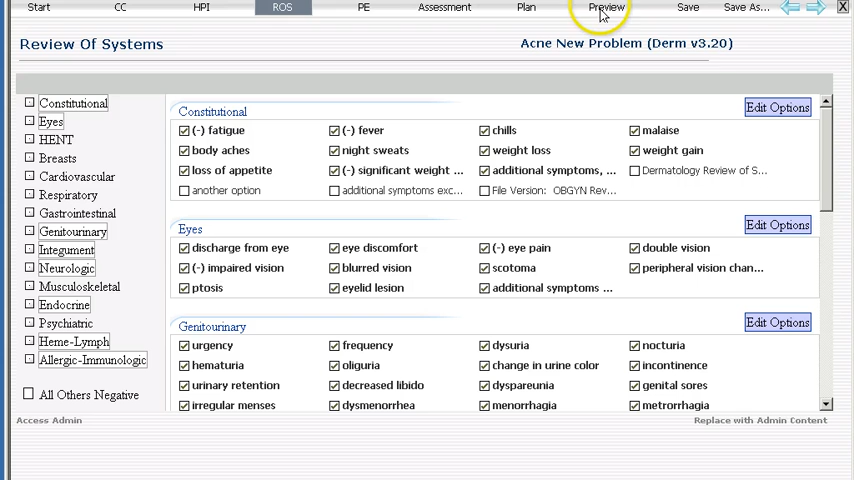 Start CC HPI ROS PE Assessment Plan Preview Save Save As... X
Review Of Systems
Acne New Problem (Derm v3.20)
Constitutional
Eyes
HENT
Breasts
Cardiovascular
Respiratory
Gastrointestinal
Genitourinary
Integument
Neurologic
Musculoskeletal
Endocrine
Psychiatric
Heme-Lymph
Allergic-Immunologic
All Others Negative
Constitutional
Edit Options
(-) fatigue (-) fever chills malaise
body aches night sweats weight loss weight gain
loss of appetite (-) significant weight ... additional symptoms, ... Dermatology Review of S...
another option additional symptoms exc... File Version: OBGYN Rev...
Eyes
Edit Options
discharge from eye eye discomfort (-) eye pain double vision
(-) impaired vision blurred vision scotoma peripheral vision chan...
ptosis eyelid lesion additional symptoms ...
Genitourinary
Edit Options
urgency frequency dysuria nocturia
hematuria oliguria change in urine color incontinence
urinary retention decreased libido dyspareunia genital sores
irregular menses dysmenorrhea menorrhagia metrorrhagia
Access Admin
Replace with Admin Content